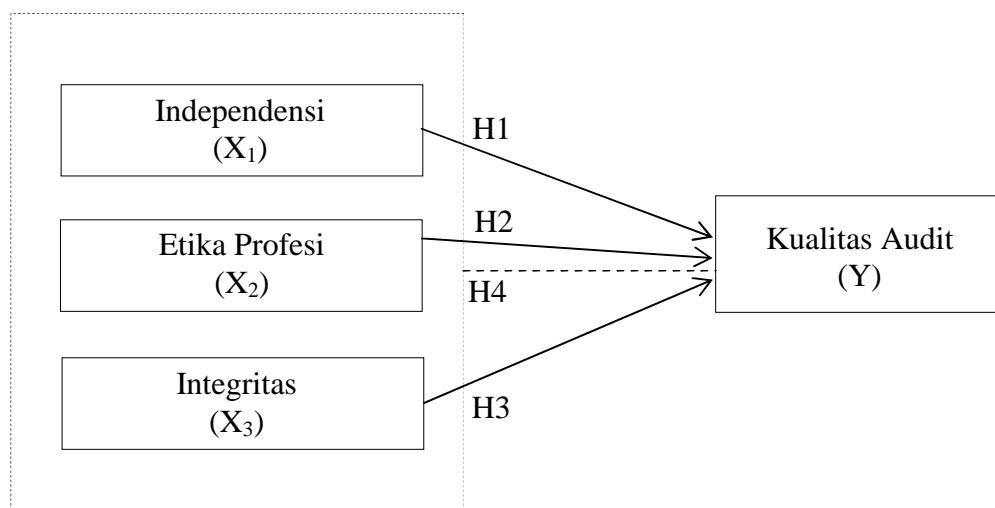 Independensi
(X₁)
H1
Etika Profesi
(X₂)
H2
Kualitas Audit
(Y)
H4
Integritas
(X₃)
H3